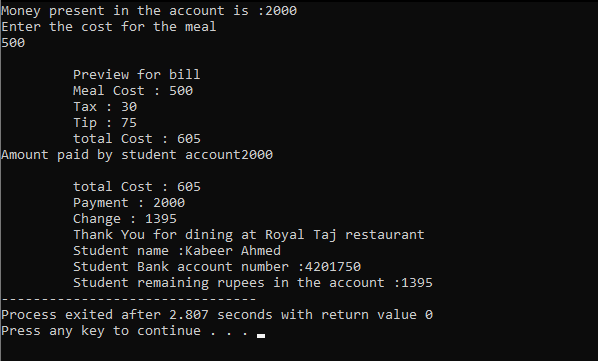 Money present in the account is :2000
Enter the cost for the meal
500
Preview for bill
Meal Cost : 500
Tax : 30
Tip : 75
total Cost : 605
Amount paid by student account2000
total Cost : 605
Payment : 2000
Change : 1395
Thank You for dining at Royal Taj restaurant
Student name :Kabeer Ahmed
Student Bank account number :4201750
Student remaining rupees in the account :1395
--------------------------------
Process exited after 2.807 seconds with return value 0
Press any key to continue . . .